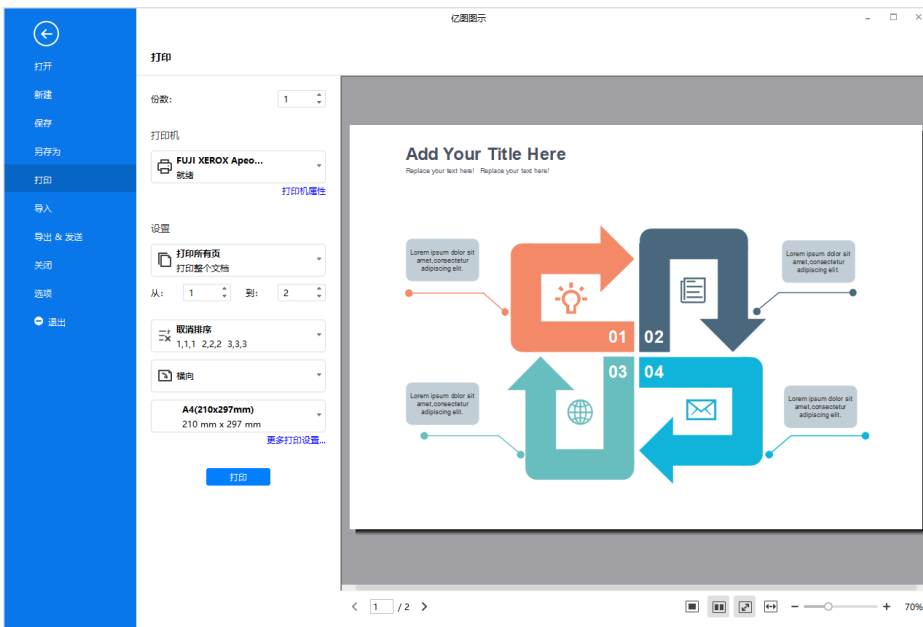 亿图图示
打开
新建
保存
另存为
打印
导入
导出 & 发送
关闭
选项
退出
打印
份数:
1
打印机
FUJI XEROX Apeo...
就绪
打印机属性
设置
打印所有页
打印整个文档
从: 1 到: 2
取消排序
1,1,1 2,2,2 3,3,3
横向
A4(210x297mm)
210 mm x 297 mm
更多打印设置...
打印
Add Your Title Here
Replace your text here! Replace your text here!
Lorem ipsum dolor sit
amet,consectetur
adipiscing elit.
Lorem ipsum dolor sit
amet,consectetur
adipiscing elit.
01
02
03
04
Lorem ipsum dolor sit
amet,consectetur
adipiscing elit.
Lorem ipsum dolor sit
amet,consectetur
adipiscing elit.
1 / 2
70%